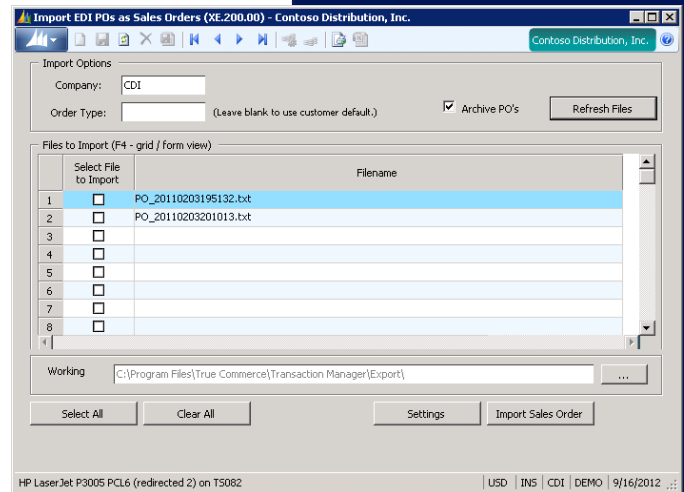 Import EDI POs as Sales Orders (XE.200.00) - Contoso Distribution, Inc.
Contoso Distribution, Inc.
Import Options
Company: CDI
Order Type: (Leave blank to use customer default.) Archive PO's Refresh Files
Files to Import (F4 - grid / form view)
Select File
to Import Filename
1 PO_20110203195132.txt
2 PO_20110203201013.txt
3
4
5
6
7
8
Working C:\Program Files\True Commerce\Transaction Manager\Export\ ...
Select All Clear All Settings Import Sales Order
HP LaserJet P3005 PCL6 (redirected 2) on TS082 USD INS CDI DEMO 9/16/2012